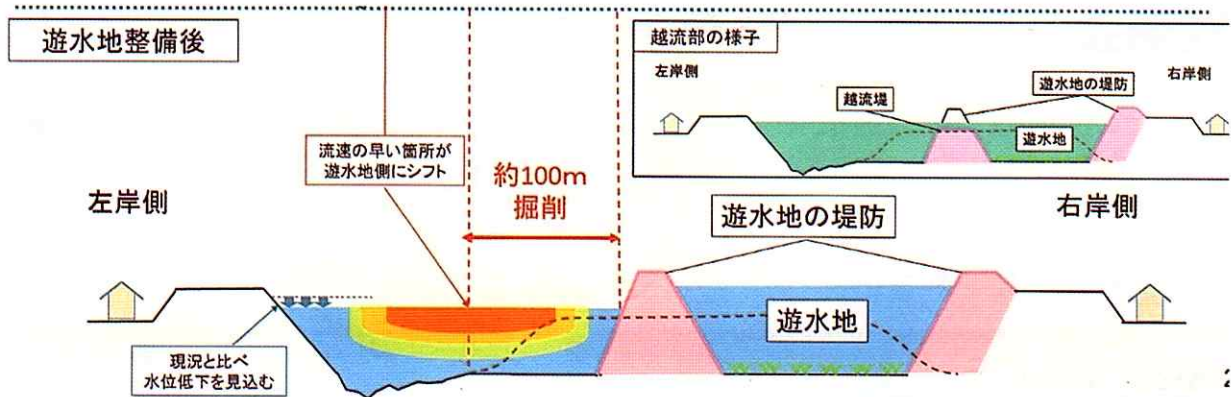 遊水地整備後
越流部の様子
左岸側
右岸側
遊水地の堤防
越流堤
遊水地
流速の早い箇所が
遊水地側にシフト
約100m
掘削
左岸側
右岸側
遊水地の堤防
遊水地
現況と比べ
水位低下を見込む